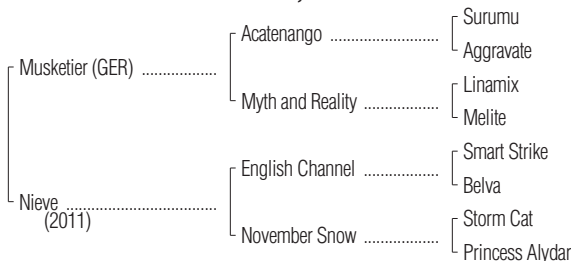 Surumu
Acatenango ....................
Aggravate
Musketier (GER) .................
Linamix
Myth and Reality ..................
Melite
Smart Strike
English Channel ..................
Belva
Nieve ..................................
(2011)
Storm Cat
November Snow ..................
Princess Alydar